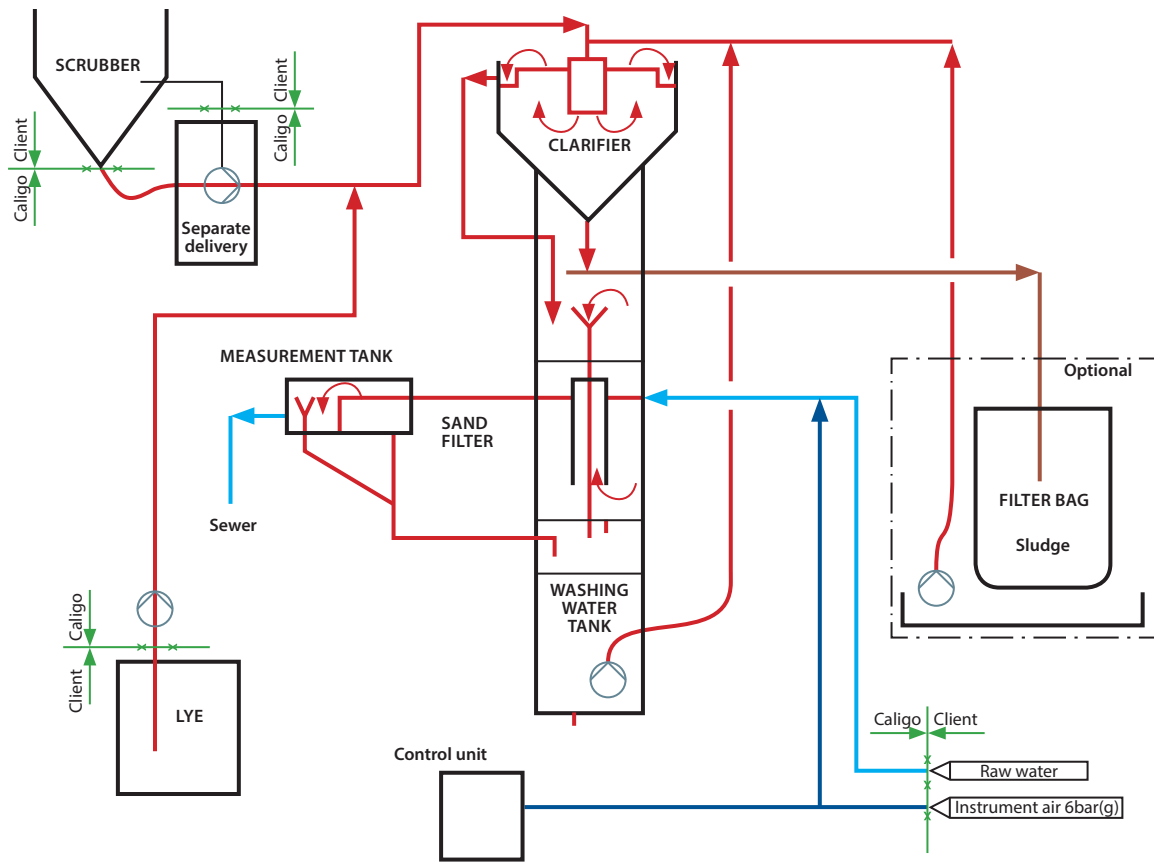 SCRUBBER
Client
Caligo
Client
Caligo
Separate
delivery
CLARIFIER
MEASUREMENT TANK
SAND
FILTER
Sewer
Optional
FILTER BAG
Sludge
WASHING
WATER
TANK
Caligo
Client
LYE
Control unit
Caligo
Client
Raw water
Instrument air 6bar(g)